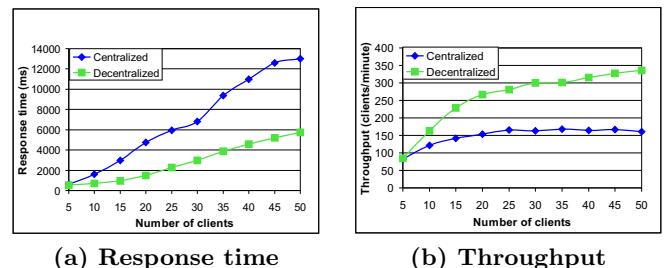 Centralized
Decentralized
Response time (ms)
14000
12000
10000
8000
6000
4000
2000
0
5 10 15 20 25 30 35 40 45 50
Number of clients
(a) Response time
Centralized
Decentralized
Throughput (clients/minute)
400
350
300
250
200
150
100
50
0
5 10 15 20 25 30 35 40 45 50
Number of clients
(b) Throughput